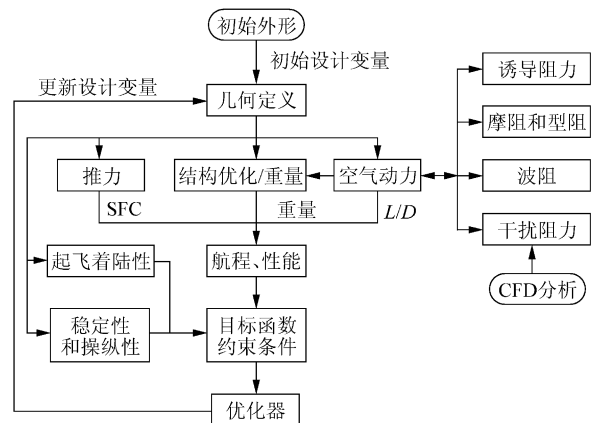 初始外形
初始设计变量
更新设计变量
几何定义
诱导阻力
摩阻和型阻
推力
结构优化/重量
空气动力
波阻
SFC
重量
L/D
干扰阻力
起飞着陆性
航程、性能
CFD分析
稳定性
和操纵性
目标函数
约束条件
优化器